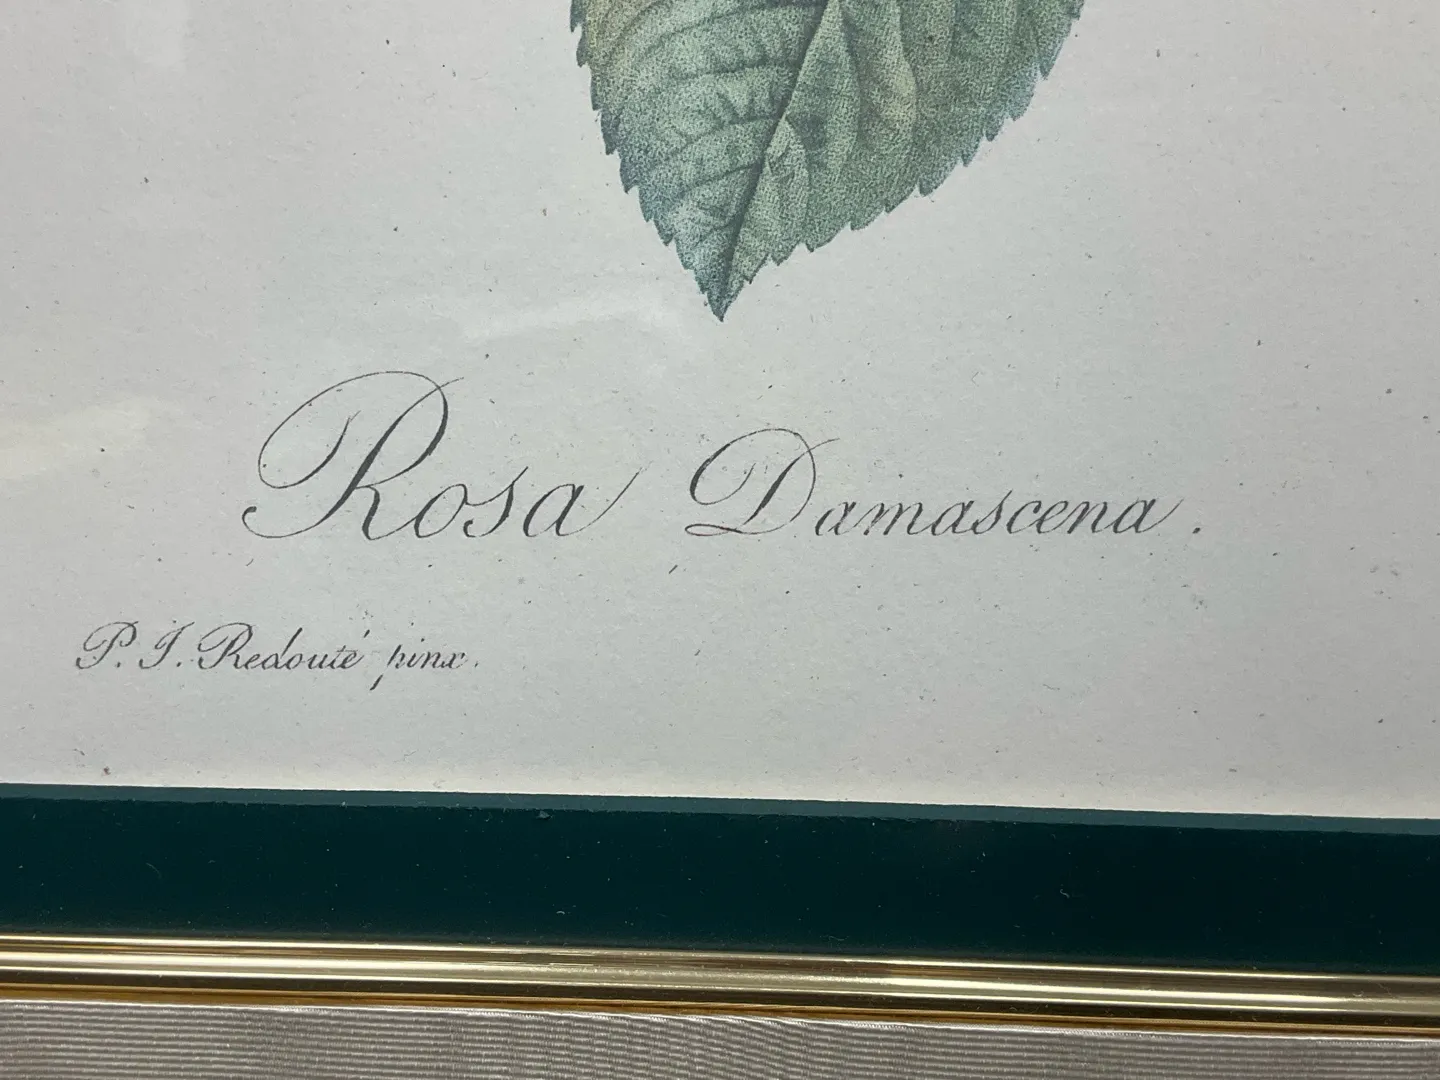 Rosa Damascena.
P. J. Redouté pinx.